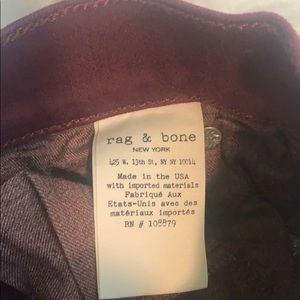 rag & bone
NEW YORK
425 W. 13th St, NY NY 10014
Made in the USA
with imported materials
Fabriqué Aux
Etats-Unis avec des
matériaux importés
RN # 108879